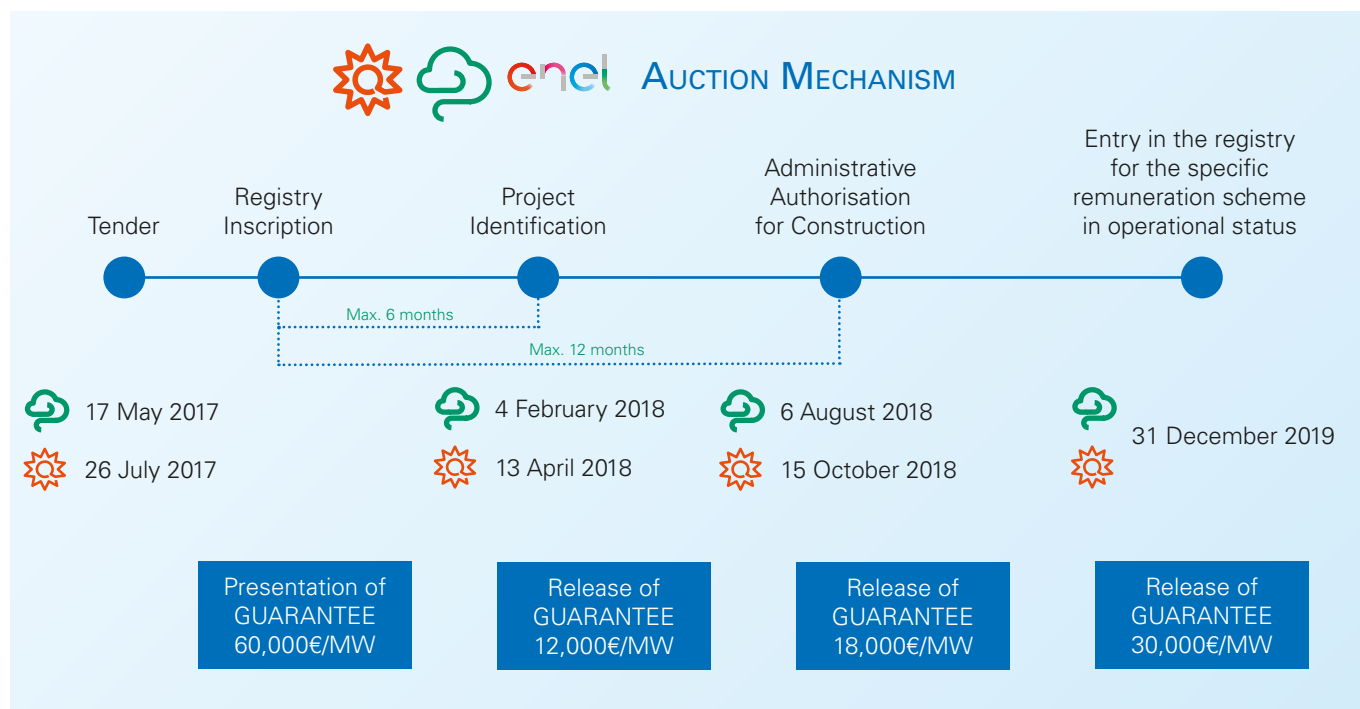 enel AUCTION MECHANISM
Tender
Registry
Inscription
Project
Identification
Administrative
Authorisation
for Construction
Entry in the registry
for the specific
remuneration scheme
in operational status
Max. 6 months
Max. 12 months
17 May 2017
26 July 2017
4 February 2018
13 April 2018
6 August 2018
15 October 2018
31 December 2019
Presentation of
GUARANTEE
60,000€/MW
Release of
GUARANTEE
12,000€/MW
Release of
GUARANTEE
18,000€/MW
Release of
GUARANTEE
30,000€/MW